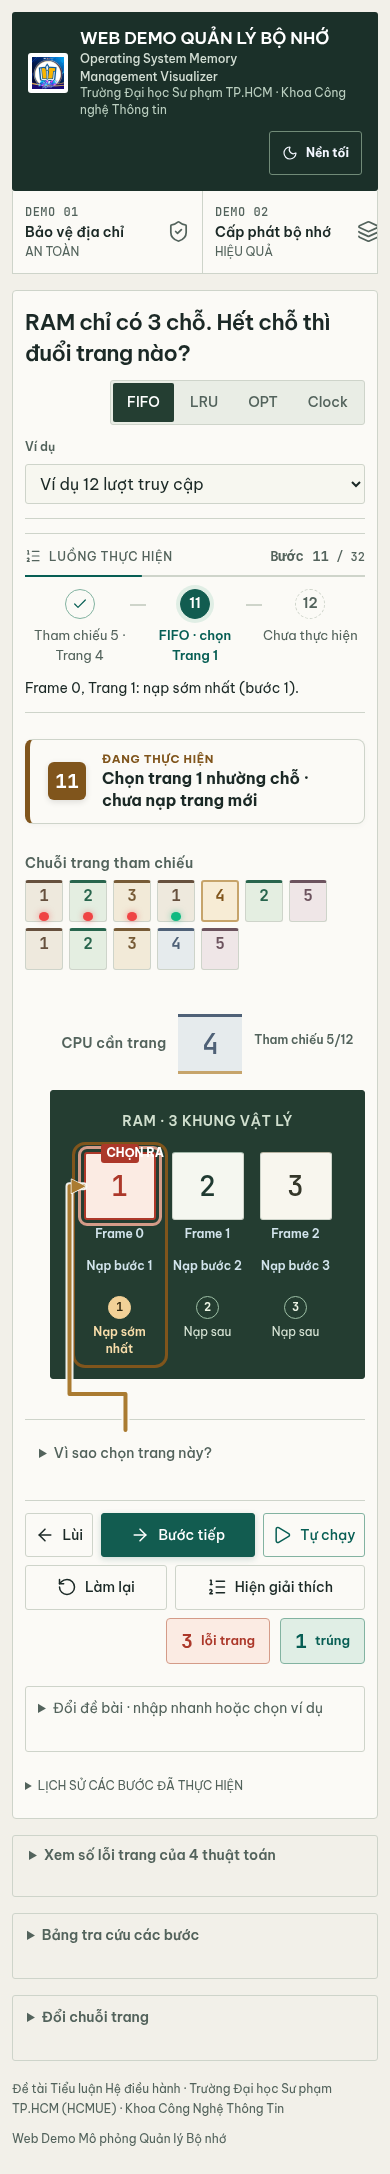 WEB DEMO QUẢN LÝ BỘ NHỚ
Operating System Memory
Management Visualizer
Trường Đại học Sư phạm TP.HCM · Khoa Công
nghệ Thông tin
Nền tối
DEMO 01
Bảo vệ địa chỉ
AN TOÀN
DEMO 02
Cấp phát bộ nhớ
HIỆU QUẢ
RAM chỉ có 3 chỗ. Hết chỗ thì
đuổi trang nào?
FIFO LRU OPT Clock
Ví dụ
Ví dụ 12 lượt truy cập
LUỒNG THỰC HIỆN Bước 11 / 32
11 12
Tham chiếu 5 ·
Trang 4
FIFO · chọn
Trang 1
Chưa thực hiện
Frame 0, Trang 1: nạp sớm nhất (bước 1).
11
ĐANG THỰC HIỆN
Chọn trang 1 nhường chỗ ·
chưa nạp trang mới
Chuỗi trang tham chiếu
1 2 3 1 4 2 5
1 2 3 4 5
CPU cần trang 4 Tham chiếu 5/12
RAM · 3 KHUNG VẬT LÝ
CHỌN RA
1 2 3
Frame 0 Frame 1 Frame 2
Nạp bước 1 Nạp bước 2 Nạp bước 3
1 2 3
Nạp sớm
nhất
Nạp sau Nạp sau
Vì sao chọn trang này?
Lùi Bước tiếp Tự chạy
Làm lại Hiện giải thích
3 lỗi trang 1 trúng
Đổi đề bài · nhập nhanh hoặc chọn ví dụ
LỊCH SỬ CÁC BƯỚC ĐÃ THỰC HIỆN
Xem số lỗi trang của 4 thuật toán
Bảng tra cứu các bước
Đổi chuỗi trang
Đề tài Tiểu luận Hệ điều hành · Trường Đại học Sư phạm
TP.HCM (HCMUE) · Khoa Công Nghệ Thông Tin
Web Demo Mô phỏng Quản lý Bộ nhớ